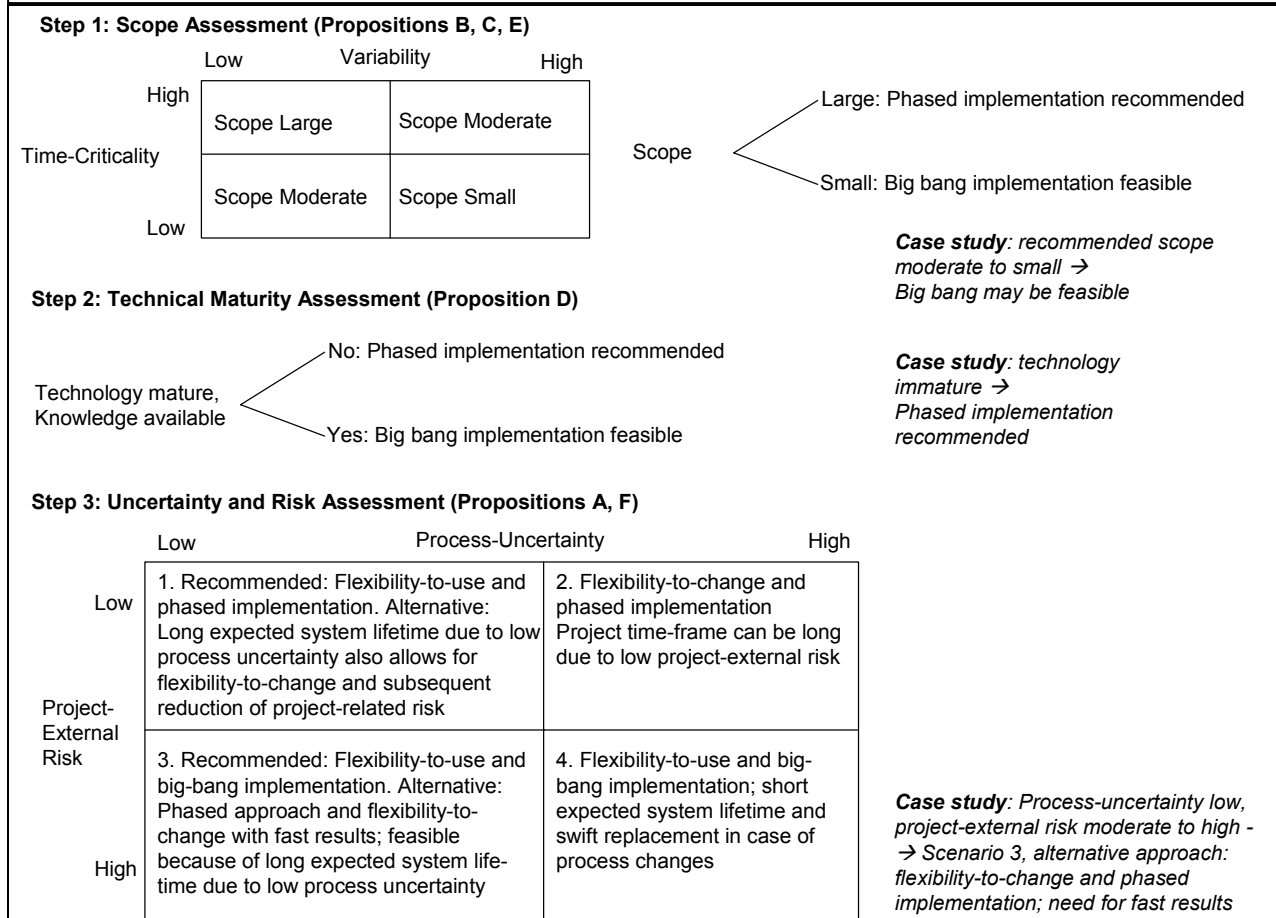 Step 1: Scope Assessment (Propositions B, C, E)
Low Variability High
High
Scope Large
Scope Moderate
Time-Criticality
Scope Moderate
Scope Small
Low
Scope
Large: Phased implementation recommended
Small: Big bang implementation feasible
Case study: recommended scope
moderate to small →
Big bang may be feasible
Step 2: Technical Maturity Assessment (Proposition D)
No: Phased implementation recommended
Technology mature,
Knowledge available
Yes: Big bang implementation feasible
Case study: technology
immature →
Phased implementation
recommended
Step 3: Uncertainty and Risk Assessment (Propositions A, F)
Low Process-Uncertainty High
Low
1. Recommended: Flexibility-to-use and
phased implementation. Alternative:
Long expected system lifetime due to low
process uncertainty also allows for
flexibility-to-change and subsequent
reduction of project-related risk
2. Flexibility-to-change and
phased implementation
Project time-frame can be long
due to low project-external risk
Project-
External
Risk
3. Recommended: Flexibility-to-use and
big-bang implementation. Alternative:
Phased approach and flexibility-to-
change with fast results; feasible
because of long expected system life-
time due to low process uncertainty
4. Flexibility-to-use and big-
bang implementation; short
expected system lifetime and
swift replacement in case of
process changes
High
Case study: Process-uncertainty low,
project-external risk moderate to high -
→ Scenario 3, alternative approach:
flexibility-to-change and phased
implementation; need for fast results